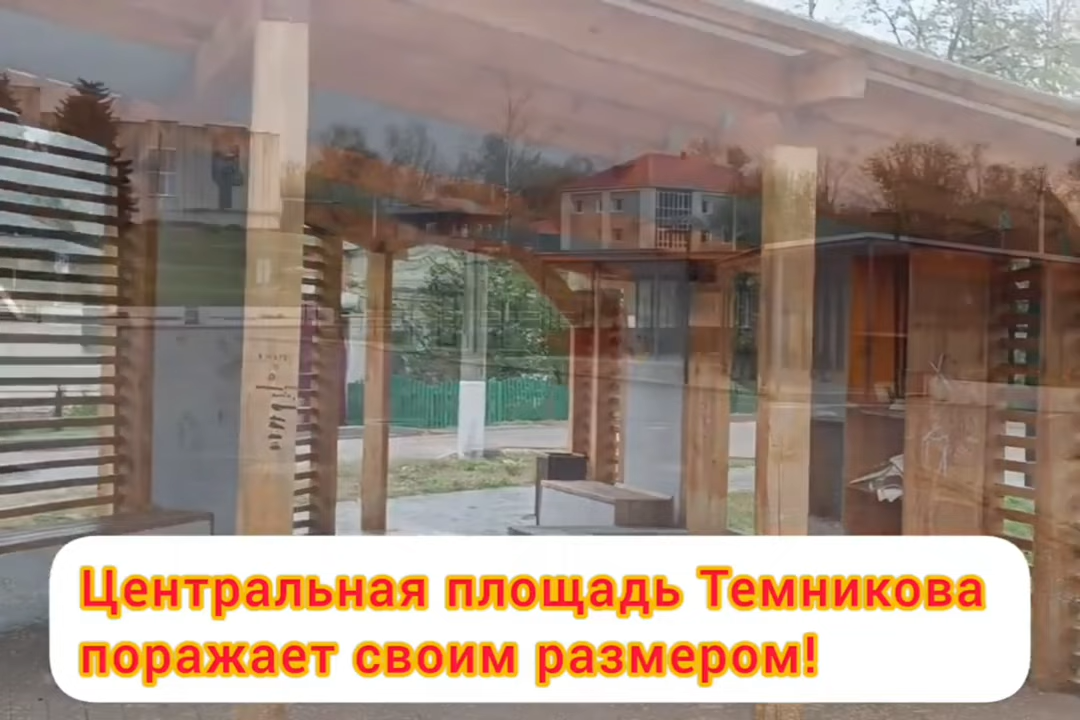 Центральная площадь Темникова
поражает своим размером!